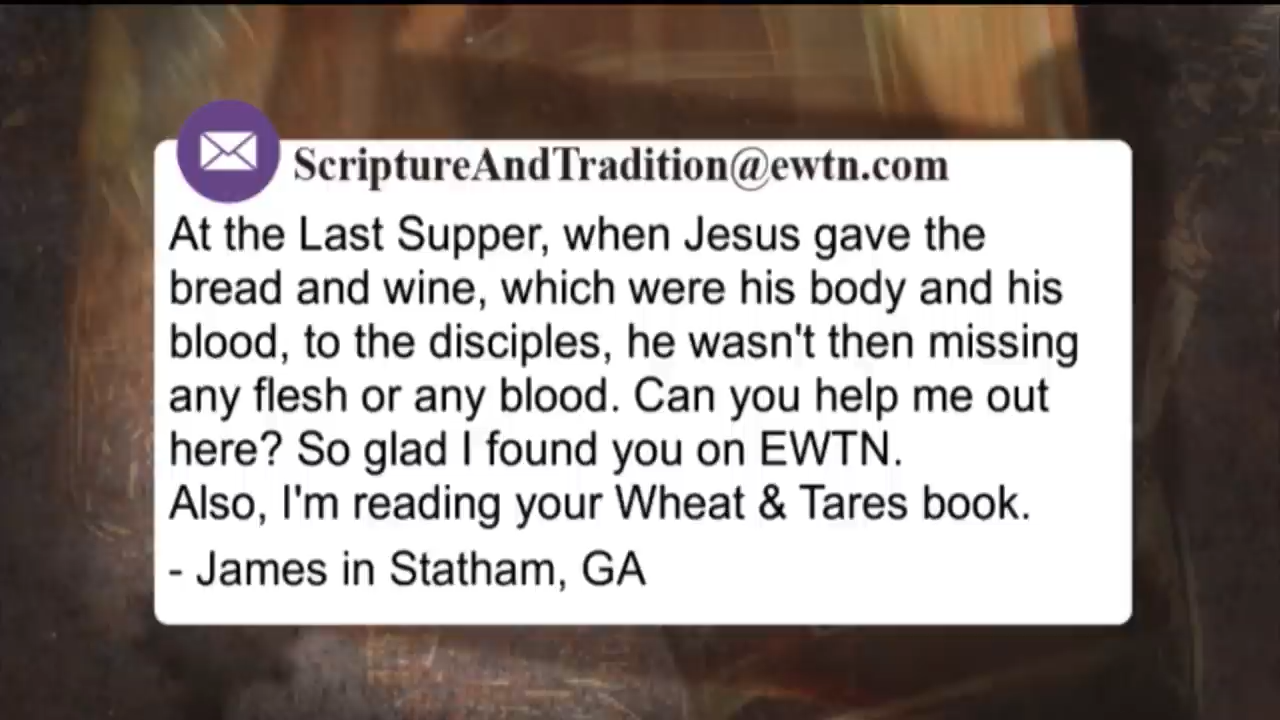 ScriptureAndTradition@ewtn.com
At the Last Supper, when Jesus gave the
bread and wine, which were his body and his
blood, to the disciples, he wasn't then missing
any flesh or any blood. Can you help me out
here? So glad I found you on EWTN.
Also, I'm reading your Wheat & Tares book.
- James in Statham, GA